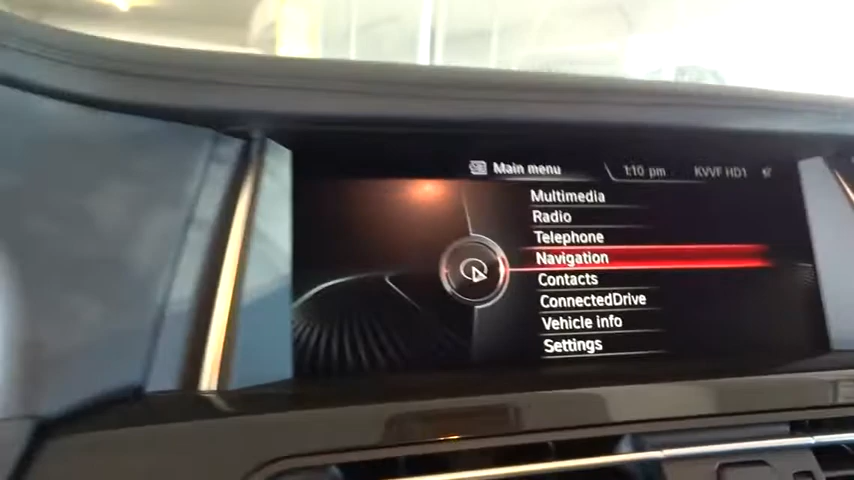 Main menu
1:10 pm
KVVF HD1
Multimedia
Radio
Telephone
Navigation
Contacts
ConnectedDrive
Vehicle info
Settings